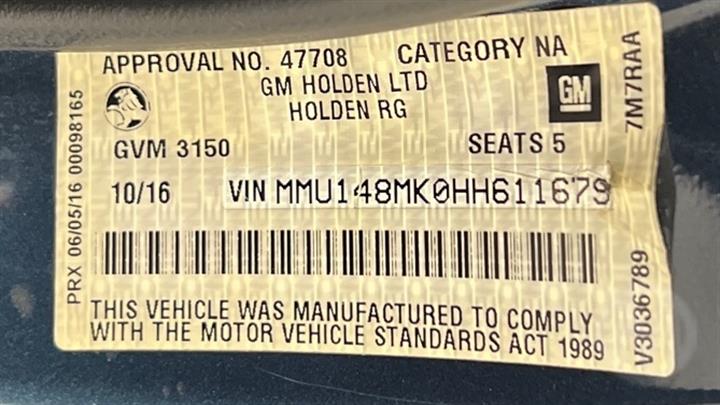 APPROVAL NO. 47708 CATEGORY NA
GM HOLDEN LTD
HOLDEN RG
GM
GVM 3150 SEATS 5
10/16 VIN MMU148MK0HH611679
THIS VEHICLE WAS MANUFACTURED TO COMPLY
WITH THE MOTOR VEHICLE STANDARDS ACT 1989
PRX 06/05/16 00098165
V3036789 7M7RAA